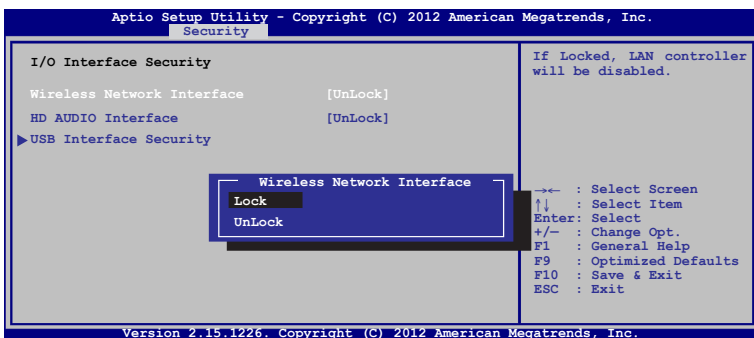 Aptio Setup Utility - Copyright (C) 2012 American Megatrends, Inc.
Security
I/O Interface Security
Wireless Network Interface [UnLock]
HD AUDIO Interface [UnLock]
▶USB Interface Security
If Locked, LAN controller
will be disabled.
Wireless Network Interface
Lock
UnLock
→← : Select Screen
↑↓ : Select Item
Enter: Select
+/— : Change Opt.
F1 : General Help
F9 : Optimized Defaults
F10 : Save & Exit
ESC : Exit
Version 2.15.1226. Copyright (C) 2012 American Megatrends, Inc.